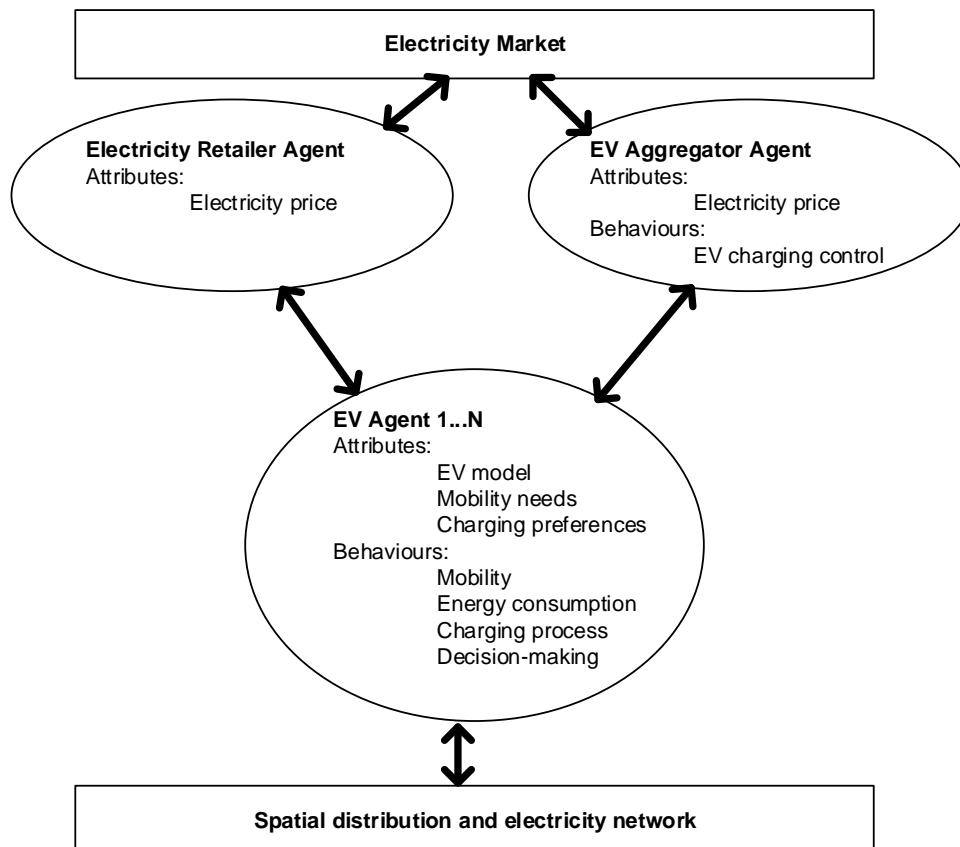 Electricity Market
Electricity Retailer Agent
Attributes:
Electricity price
EV Aggregator Agent
Attributes:
Electricity price
Behaviours:
EV charging control
EV Agent 1...N
Attributes:
EV model
Mobility needs
Charging preferences
Behaviours:
Mobility
Energy consumption
Charging process
Decision-making
Spatial distribution and electricity network